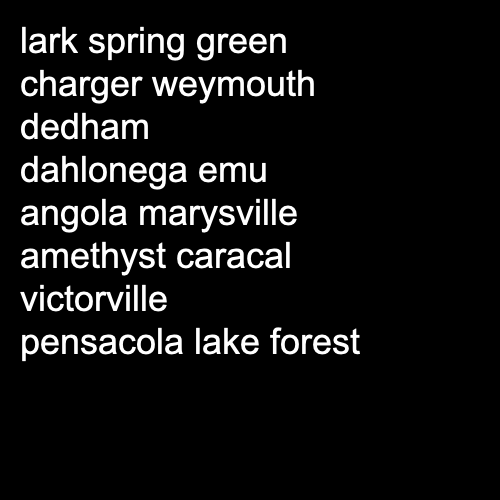 lark spring green
charger weymouth
dedham
dahlonega emu
angola marysville
amethyst caracal
victorville
pensacola lake forest